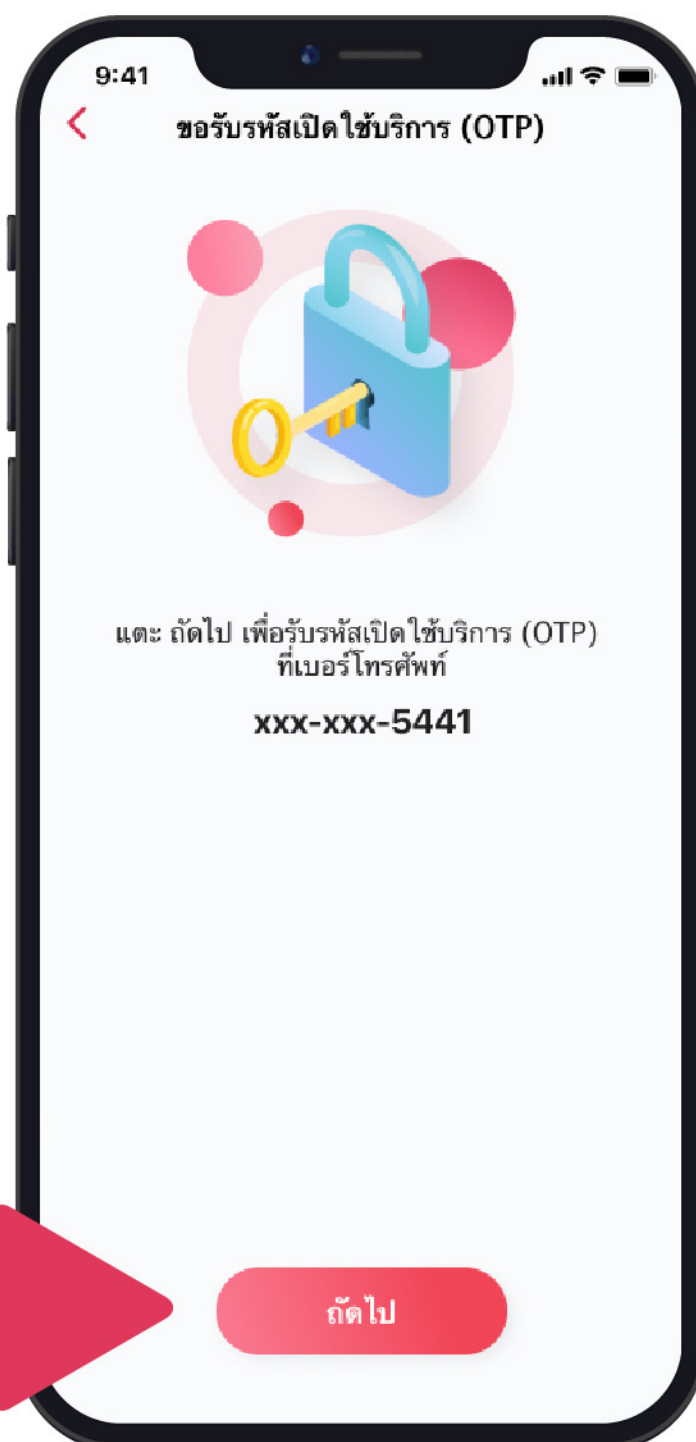 9:41
ขอรับรหัสเปิดใช้บริการ (OTP)
แตะ ถัดไป เพื่อรับรหัสเปิดใช้บริการ (OTP)
ที่เบอร์โทรศัพท์
xxx-xxx-5441
ถัดไป